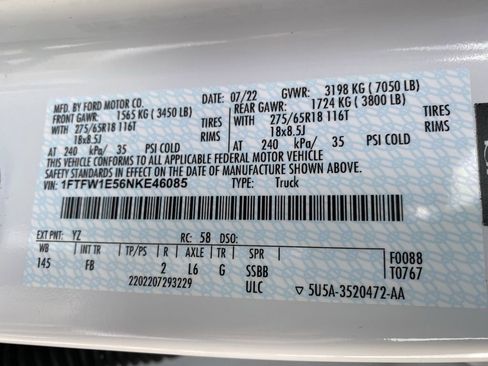 MFD. BY FORD MOTOR CO. DATE: 07/22 GVWR: 3198 KG ( 7050 LB)
FRONT GAWR: 1565 KG ( 3450 LB) REAR GAWR: 1724 KG ( 3800 LB)
WITH 275/65R18 116T TIRES WITH 275/65R18 116T TIRES
18x8.5J RIMS 18x8.5J RIMS
AT 240 kPa/ 35 PSI COLD AT 240 kPa/ 35 PSI COLD
THIS VEHICLE CONFORMS TO ALL APPLICABLE FEDERAL MOTOR VEHICLE
SAFETY STANDARDS IN EFFECT ON THE DATE OF MANUFACTURE SHOWN ABOVE
VIN: 1FTFW1E56NKE46085 TYPE: Truck
EXT PNT: YZ RC: 58 DSO:
WB INT TR TP/PS R AXLE TR SPR F0088
145 FB 2 L6 G SSBB T0767
2202207293229 ULC ▽ 5U5A-3520472-AA